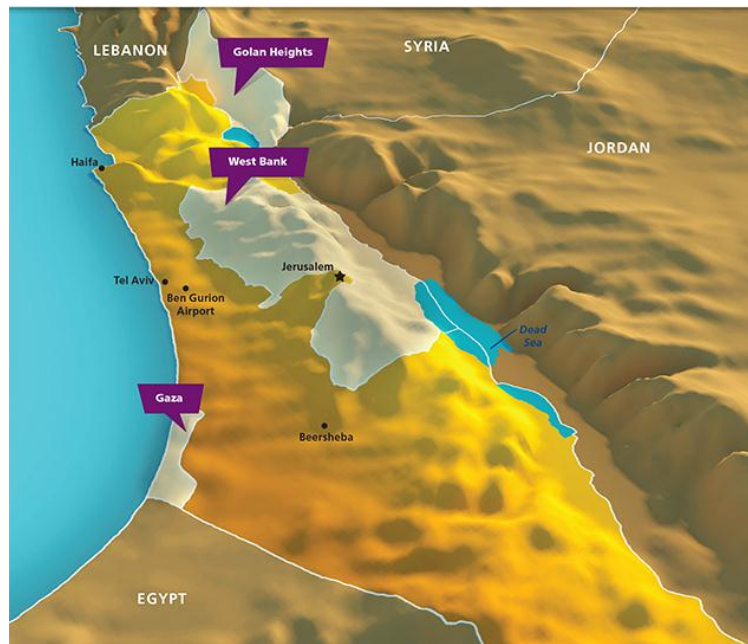 LEBANON
Golan Heights
SYRIA
JORDAN
Haifa
West Bank
Jerusalem
Tel Aviv
Ben Gurion
Airport
Dead
Sea
Gaza
Beersheba
EGYPT